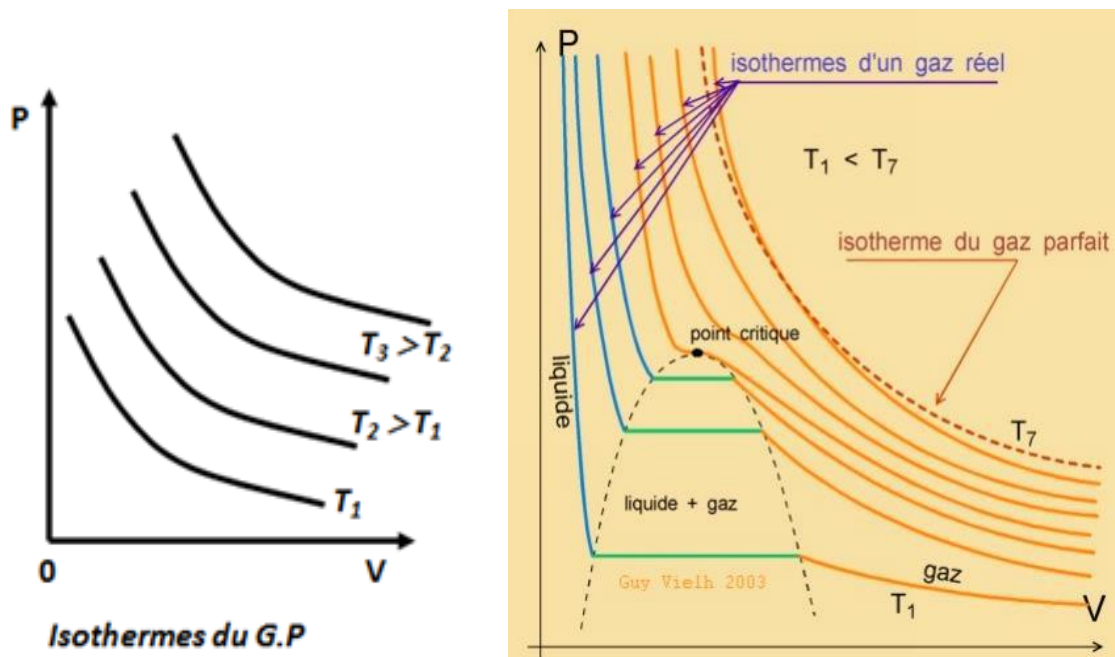 P
T3 > T2
T2 > T1
T1
0
V
Isothermes du G.P
P
isothermes d'un gaz réel
T1 < T7
isotherme du gaz parfait
point critique
liquide
T7
liquide + gaz
Guy Vielh 2003
gaz
T1
V